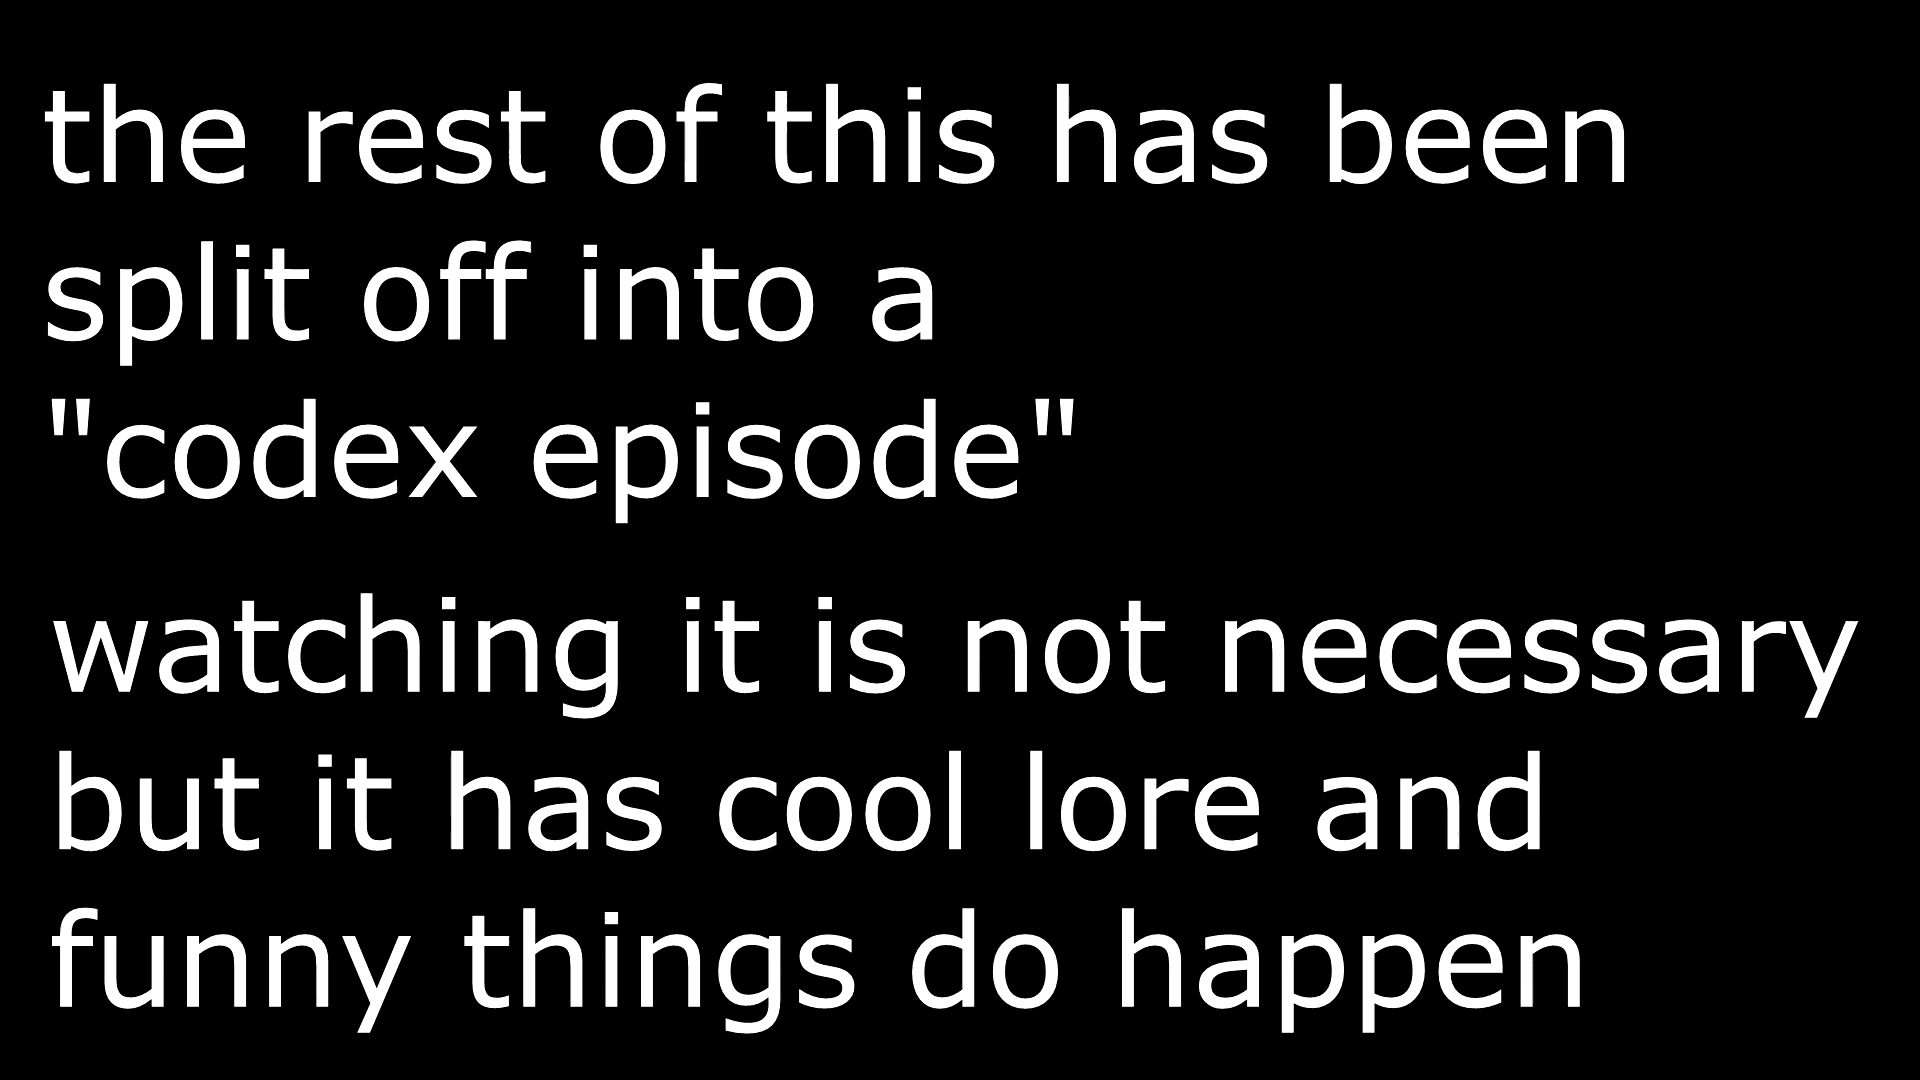 the rest of this has been
split off into a
"codex episode"
watching it is not necessary
but it has cool lore and
funny things do happen